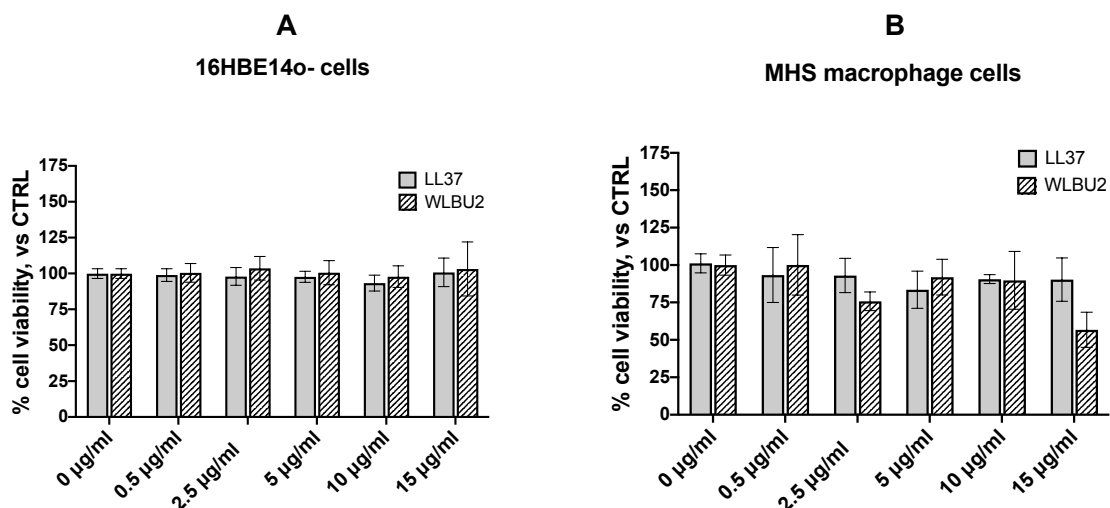 A
16HBE14o- cells
% cell viability, vs CTRL
175
150
125
100
75
50
25
0
LL37
WLBU2
0 µg/ml
0.5 µg/ml
2.5 µg/ml
5 µg/ml
10 µg/ml
15 µg/ml
B
MHS macrophage cells
% cell viability, vs CTRL
175
150
125
100
75
50
25
0
LL37
WLBU2
0 µg/ml
0.5 µg/ml
2.5 µg/ml
5 µg/ml
10 µg/ml
15 µg/ml